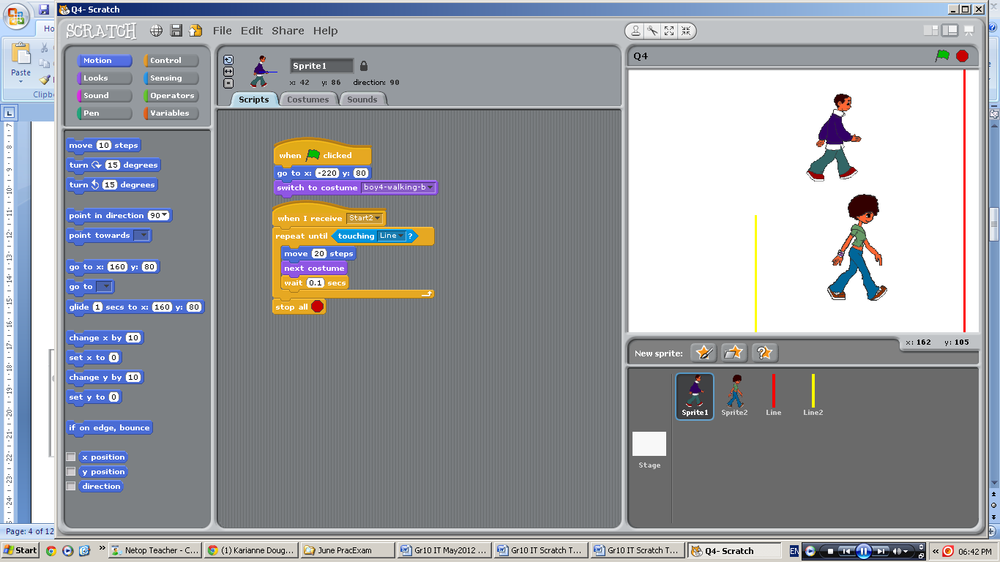 Q4- Scratch
Ho
Paste
Clipb
SCRATCH
File Edit Share Help
Motion Control
Looks Sensing
Sound Operators
Pen Variables
move 10 steps
turn 15 degrees
turn 15 degrees
point in direction 90
point towards
go to x: 160 y: 80
go to
glide 1 secs to x: 160 y: 80
change x by 10
set x to 0
change y by 10
set y to 0
if on edge, bounce
x position
y position
direction
Sprite1
x: 42 y: 86 direction: 90
Scripts Costumes Sounds
when clicked
go to x: -220 y: 80
switch to costume boy4-walking-b
when I receive Start2
repeat until touching Line ?
move 20 steps
next costume
wait 0.1 secs
stop all
Q4
x: 162 y: 105
New sprite:
Sprite1 Sprite2 Line Line2
Stage
Page: 4 of 12
Start
Netop Teacher - C...
(1) Karianne Doug...
June PracExam
Gr10 IT May2012 ...
Gr10 IT Scratch T...
Gr10 IT Scratch T...
Q4- Scratch
EN
06:42 PM